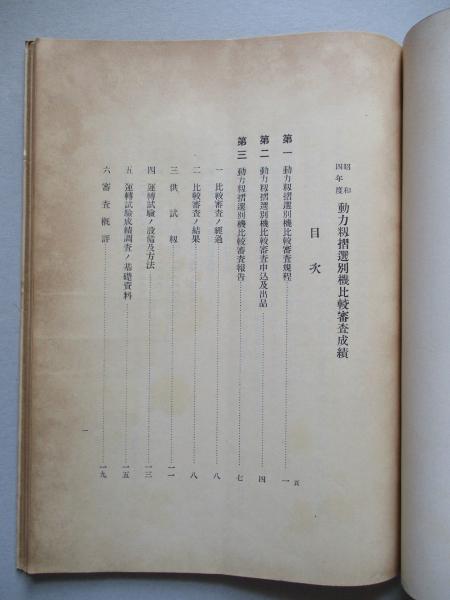 昭和四年度 動力籾摺選別機比較審査成績
目次
頁
第一 動力籾摺選別機比較審査規程…………一
第二 動力籾摺選別機比較審査申込及出品…………四
第三 動力籾摺選別機比較審査報告…………七
一 比較審査ノ經過…………八
二 比較審査ノ結果…………八
三 供試籾…………一一
四 運轉試驗ノ設備及方法…………一三
五 運轉試驗成績調査ノ基礎資料…………一五
六 審査概評…………一九
一